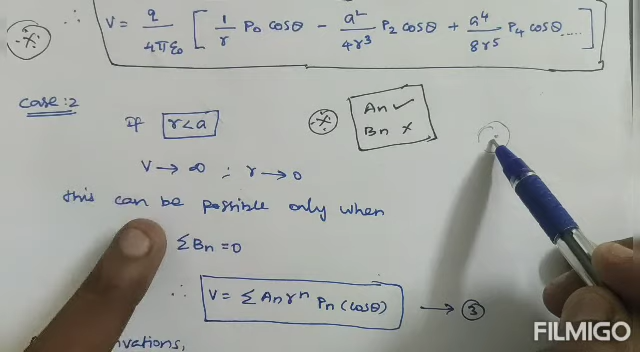 ∴ V = q/4πε₀ [ 1/r P₀ cosθ − a²/4r³ P₂ cosθ + a⁴/8r⁵ P₄ cosθ ..... ]
case:2
If r<a
An ✓
Bn ×
V → ∞ ∴ r → 0
this can be possible only when
ΣBn = 0
∴ V = Σ An rⁿ Pn (cosθ) → ③
vations,
FILMIGO